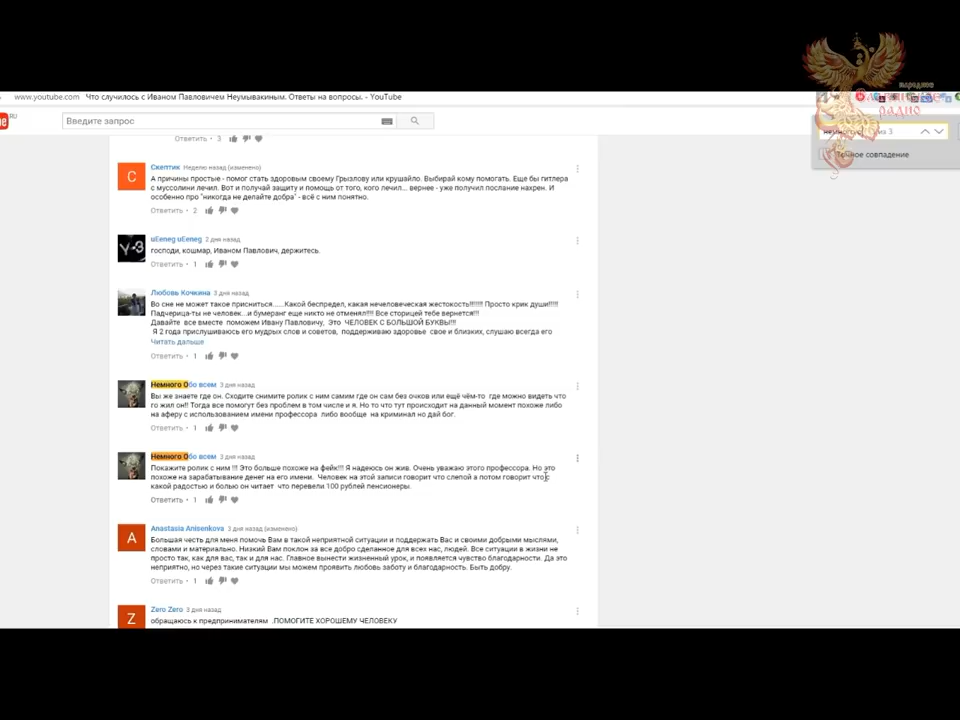 НАРОДНОЕ
Славянское
радио
www.youtube.com Что случилось с Иваном Павловичем Неумывакиным. Ответы на вопросы. - YouTube
RU
Введите запрос
из 3
Точное совпадение
Ответить • 3
С
Скептик Неделю назад (изменено)
А причины простые - помог стать здоровым своему Грызлову или крушайло. Выбирай кому помогать. Еще бы гитлера
с муссолини лечил. Вот и получай защиту и помощь от того, кого лечил... вернее - уже получил послание нахрен. И
особенно про "никогда не делайте добра" - всё с ним понятно.
Ответить • 2
Y-3
uEeneg uEeneg 2 дня назад
господи, кошмар, Иваном Павлович, держитесь.
Ответить • 1
Любовь Кочкина 3 дня назад
Во сне не может такое присниться......Какой беспредел, какая нечеловеческая жестокость!!!!!!! Просто крик души!!!!!
Падчерица-ты не человек...и бумеранг еще никто не отменял!!!! Все сторицей тебе вернется!!!
Давайте все вместе поможем Ивану Павловичу, Это ЧЕЛОВЕК С БОЛЬШОЙ БУКВЫ!!!
Я 2 года прислушиваюсь его мудрых слов и советов, поддерживаю здоровье свое и близких, слушаю всегда его
Читать дальше
Ответить • 1
Немного Обо всем 3 дня назад
Вы же знаете где он. Сходите снимите ролик с ним самим где он сам без очков или ещё чём-то где можно видеть что
го жил он!! Тогда все помогут без проблем в том числе и я. Но то что тут происходит на данный момент похоже либо
на аферу с использованием имени профессора либо вообще на криминал но дай бог.
Ответить • 1
Немного Обо всем 3 дня назад
Покажите ролик с ним !!! Это больше похоже на фейк!!! Я надеюсь он жив. Очень уважаю этого профессора. Но это
похоже на зарабатывание денег на его имени. Человек на этой записи говорит что слепой а потом говорит что с
какой радостью и болью он читает что перевели 100 рублей пенсионеры.
Ответить • 1
A
Anastasia Anisenkova 3 дня назад (изменено)
Большая честь для меня помочь Вам в такой неприятной ситуации и поддержать Вас и своими добрыми мыслями,
словами и материально. Низкий Вам поклон за все добро сделанное для всех нас, людей. Все ситуации в жизни не
просто так, как для вас, так и для нас. Главное вынести жизненный урок, и появляется чувство благодарности. Да это
неприятно, но через такие ситуации мы можем проявить любовь заботу и благодарность. Быть добру.
Ответить • 1
Z
Zero Zero 3 дня назад
обращаюсь к предпринимателям .ПОМОГИТЕ ХОРОШЕМУ ЧЕЛОВЕКУ